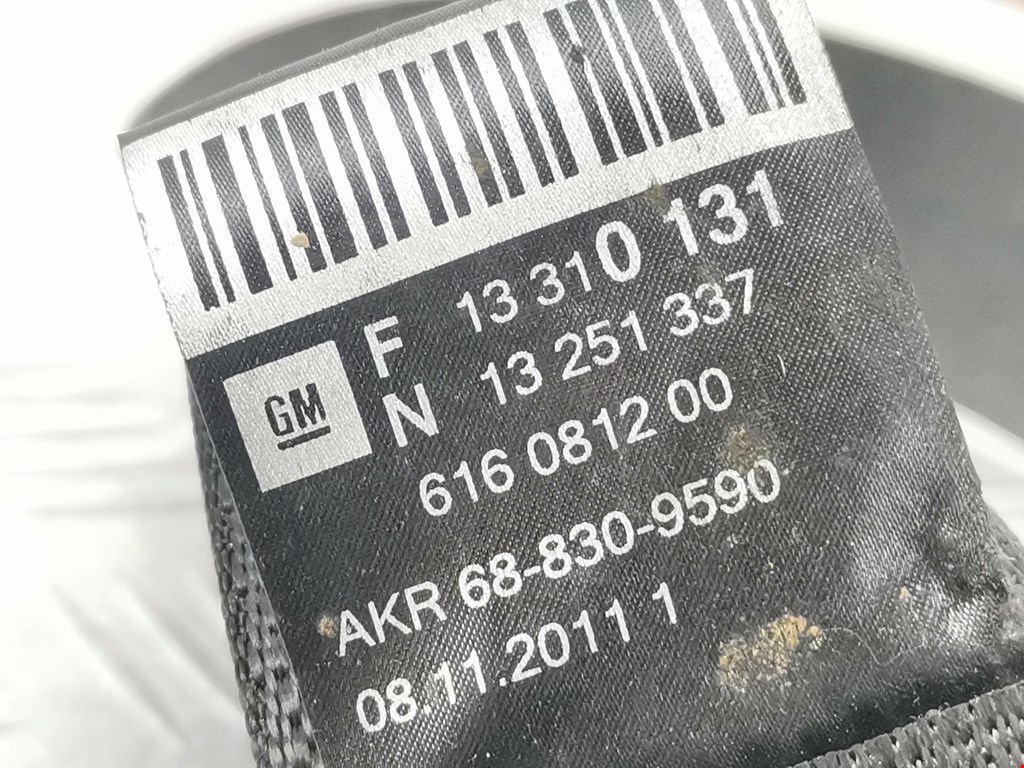 F 13 310 131
GM
N 13 251 337
616 0812 00
AKR 68-830-9590
08.11.2011 1